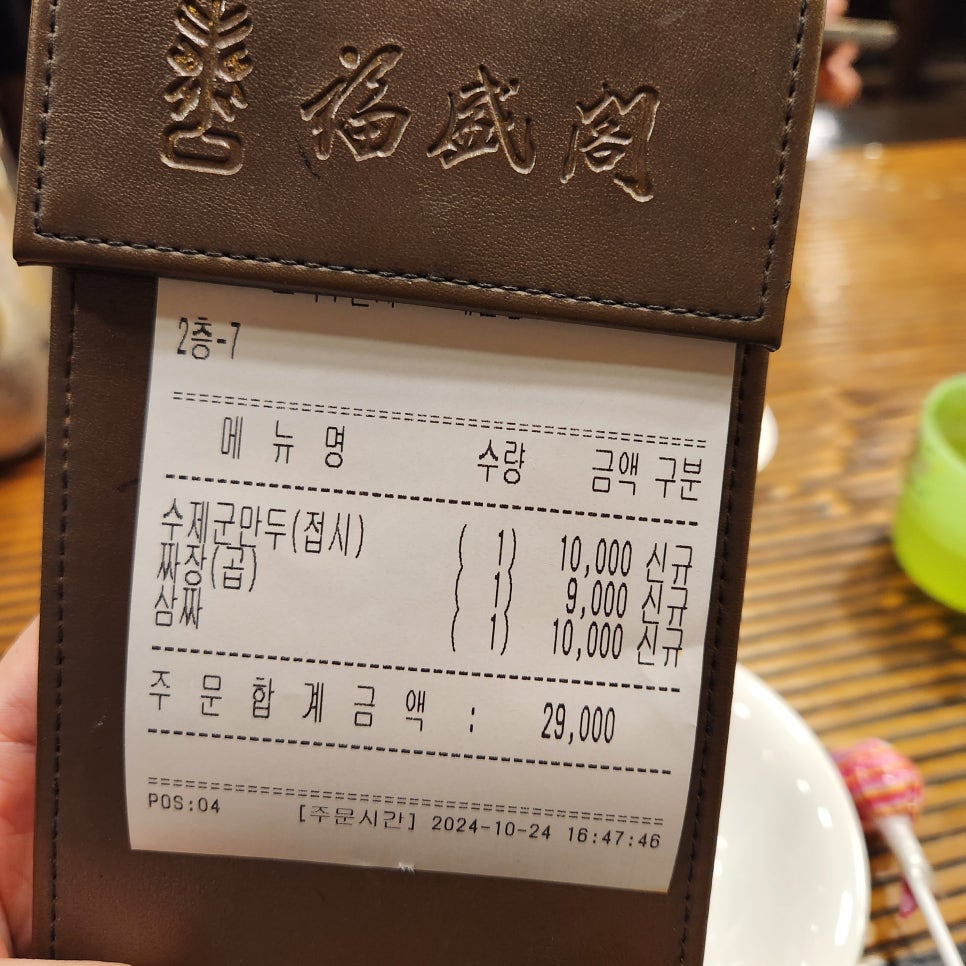 福盛閣
2층-7
메뉴명 수량 금액 구분
수제군만두(접시) ( 1) 10,000 신규
짜장(곱) ( 1) 9,000 신규
삼짜 ( 1) 10,000 신규
주문합계금액 : 29,000
POS:04 [주문시간] 2024-10-24 16:47:46